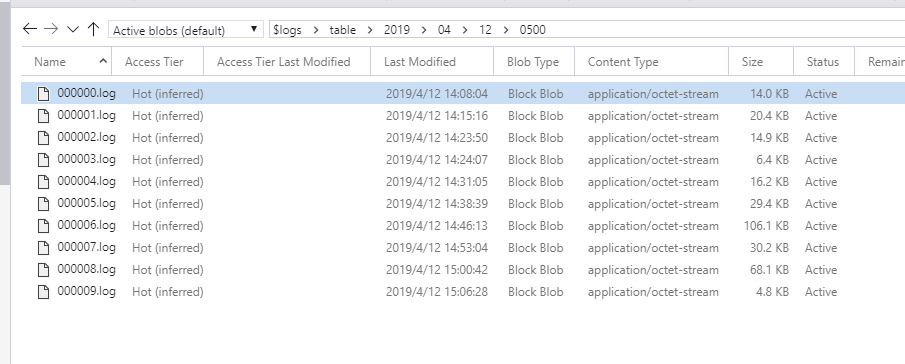 Active blobs (default) $logs table 2019 04 12 0500
Name Access Tier Access Tier Last Modified Last Modified Blob Type Content Type Size Status Remain
000000.log Hot (inferred) 2019/4/12 14:08:04 Block Blob application/octet-stream 14.0 KB Active
000001.log Hot (inferred) 2019/4/12 14:15:16 Block Blob application/octet-stream 20.4 KB Active
000002.log Hot (inferred) 2019/4/12 14:23:50 Block Blob application/octet-stream 14.9 KB Active
000003.log Hot (inferred) 2019/4/12 14:24:07 Block Blob application/octet-stream 6.4 KB Active
000004.log Hot (inferred) 2019/4/12 14:31:05 Block Blob application/octet-stream 16.2 KB Active
000005.log Hot (inferred) 2019/4/12 14:38:39 Block Blob application/octet-stream 29.4 KB Active
000006.log Hot (inferred) 2019/4/12 14:46:13 Block Blob application/octet-stream 106.1 KB Active
000007.log Hot (inferred) 2019/4/12 14:53:04 Block Blob application/octet-stream 30.2 KB Active
000008.log Hot (inferred) 2019/4/12 15:00:42 Block Blob application/octet-stream 68.1 KB Active
000009.log Hot (inferred) 2019/4/12 15:06:28 Block Blob application/octet-stream 4.8 KB Active